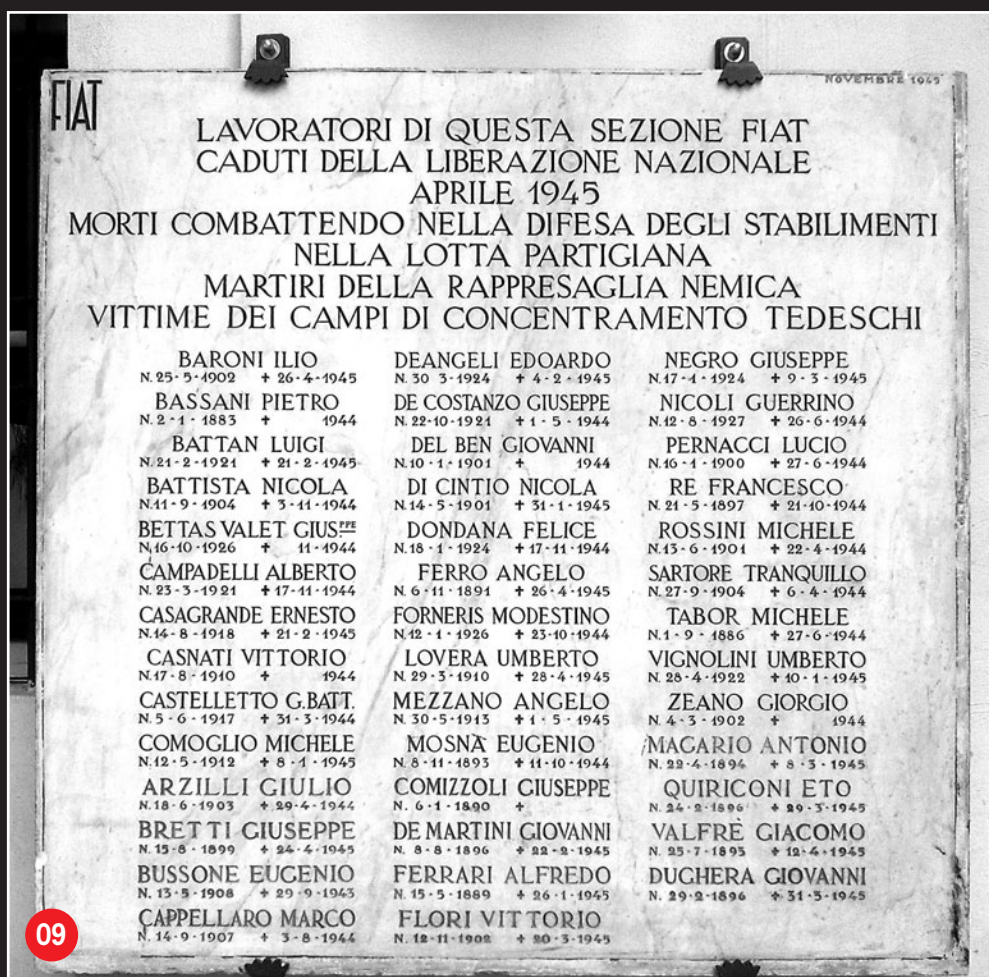 FIAT
NOVEMBRE 1945
LAVORATORI DI QUESTA SEZIONE FIAT
CADUTI DELLA LIBERAZIONE NAZIONALE
APRILE 1945
MORTI COMBATTENDO NELLA DIFESA DEGLI STABILIMENTI
NELLA LOTTA PARTIGIANA
MARTIRI DELLA RAPPRESAGLIA NEMICA
VITTIME DEI CAMPI DI CONCENTRAMENTO TEDESCHI
BARONI ILIO
N. 25-5-1902 + 26-4-1945
BASSANI PIETRO
N. 2-1-1883 + 1944
BATTAN LUIGI
N. 21-2-1921 + 21-2-1945
BATTISTA NICOLA
N. 11-9-1904 + 3-11-1944
BETTAS VALET GIUS.PPE
N. 16-10-1926 + 11-1944
CAMPADELLI ALBERTO
N. 23-3-1921 + 17-11-1944
CASAGRANDE ERNESTO
N. 14-8-1918 + 21-2-1945
CASNATI VITTORIO
N. 17-8-1910 + 1944
CASTELLETTO G.BATT.
N. 5-6-1917 + 31-3-1944
COMOGLIO MICHELE
N. 12-5-1912 + 8-1-1945
ARZILLI GIULIO
N. 18-6-1903 + 29-4-1944
BRETTI GIUSEPPE
N. 15-8-1899 + 24-4-1945
BUSSONE EUGENIO
N. 13-5-1908 + 29-9-1943
CAPPELLARO MARCO
N. 14-9-1907 + 3-8-1944
DEANGELI EDOARDO
N. 30 3-1924 + 4-2-1945
DE COSTANZO GIUSEPPE
N. 22-10-1921 + 1-5-1944
DEL BEN GIOVANNI
N. 10-1-1901 + 1944
DI CINTIO NICOLA
N. 14-5-1901 + 31-1-1945
DONDANA FELICE
N. 18-1-1924 + 17-11-1944
FERRO ANGELO
N. 6-11-1891 + 26-4-1945
FORNERIS MODESTINO
N. 12-1-1926 + 23-10-1944
LOVERA UMBERTO
N. 29-3-1910 + 28-4-1945
MEZZANO ANGELO
N. 30-5-1913 + 1-5-1945
MOSNÀ EUGENIO
N. 8-11-1893 + 11-10-1944
COMIZZOLI GIUSEPPE
N. 6-1-1890 +
DE MARTINI GIOVANNI
N. 8-8-1896 + 22-2-1945
FERRARI ALFREDO
N. 15-5-1889 + 26-1-1945
FLORI VITTORIO
N. 12-11-1902 + 20-3-1945
NEGRO GIUSEPPE
N. 17-1-1924 + 9-3-1945
NICOLI GUERRINO
N. 12-8-1927 + 26-6-1944
PERNACCI LUCIO
N. 16-1-1900 + 27-6-1944
RE FRANCESCO
N. 21-5-1897 + 21-10-1944
ROSSINI MICHELE
N. 13-6-1901 + 22-4-1944
SARTORE TRANQUILLO
N. 27-9-1904 + 6-4-1944
TABOR MICHELE
N. 1-9-1886 + 27-6-1944
VIGNOLINI UMBERTO
N. 28-4-1922 + 10-1-1945
ZEANO GIORGIO
N. 4-3-1902 + 1944
MAGARIO ANTONIO
N. 22-4-1894 + 8-3-1945
QUIRICONI ETO
N. 24-2-1896 + 29-3-1945
VALFRÈ GIACOMO
N. 25-7-1893 + 12-4-1945
DUGHERA GIOVANNI
N. 29-2-1896 + 31-5-1945
09